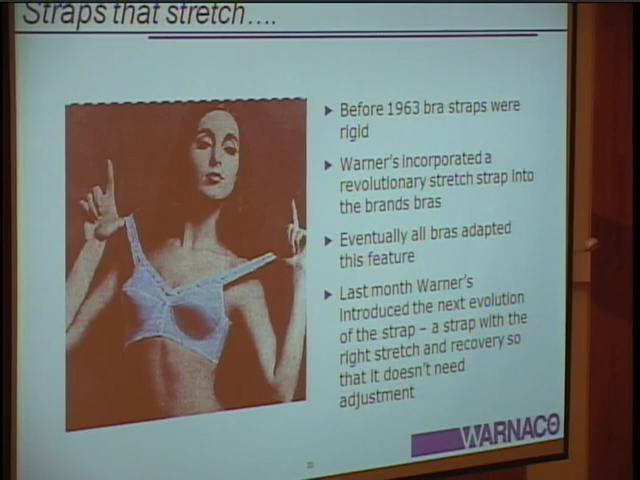 Straps that stretch....
Before 1963 bra straps were
rigid
Warner's incorporated a
revolutionary stretch strap into
the brands bras
Eventually all bras adapted
this feature
Last month Warner's
introduced the next evolution
of the strap – a strap with the
right stretch and recovery so
that it doesn't need
adjustment
WARNACO